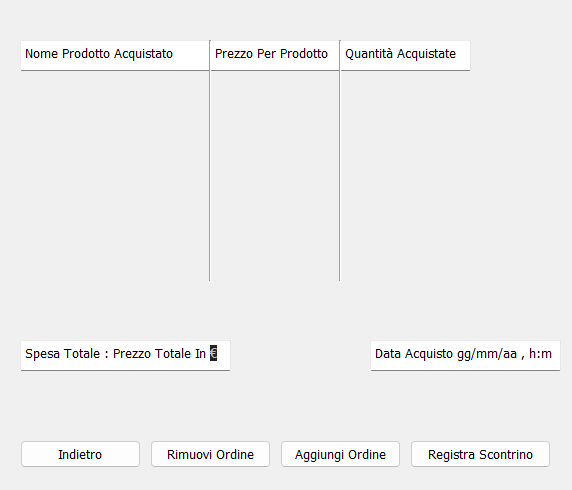 Nome Prodotto Acquistato Prezzo Per Prodotto Quantità Acquistate
Spesa Totale : Prezzo Totale In € Data Acquisto gg/mm/aa , h:m
Indietro Rimuovi Ordine Aggiungi Ordine Registra Scontrino